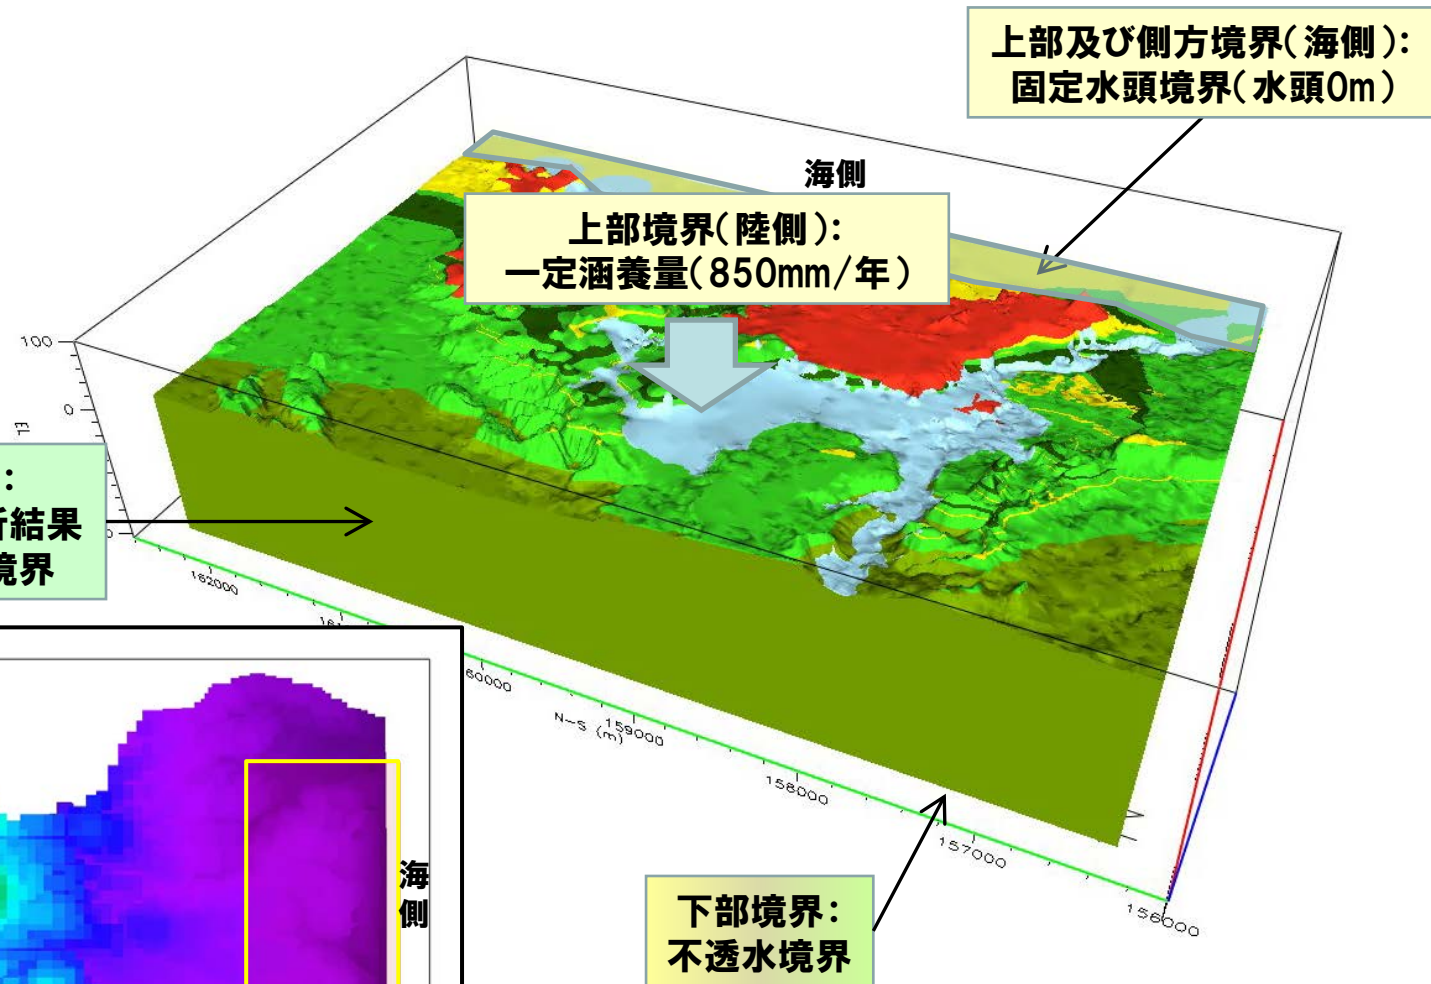 上部及び側方境界(海側):
固定水頭境界(水頭0m)
海側
上部境界(陸側):
一定涵養量(850mm/年)
100
0
EL
:
結果
境界
162000
160000
N-S (m)
159000
158000
157000
156000
海
側
下部境界:
不透水境界